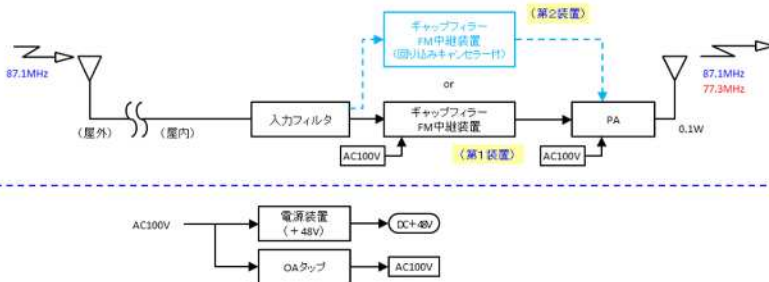 (第2装置)
ギャップフィラー
FM中継装置
(回り込みキャンセラー付)
87.1MHz
87.1MHz
77.3MHz
or
(屋外)
(屋内)
入力フィルタ
ギャップフィラー
FM中継装置
PA
0.1W
AC100V
(第1装置)
AC100V
AC100V
電源装置
(+48V)
DC+48V
OAタップ
AC100V